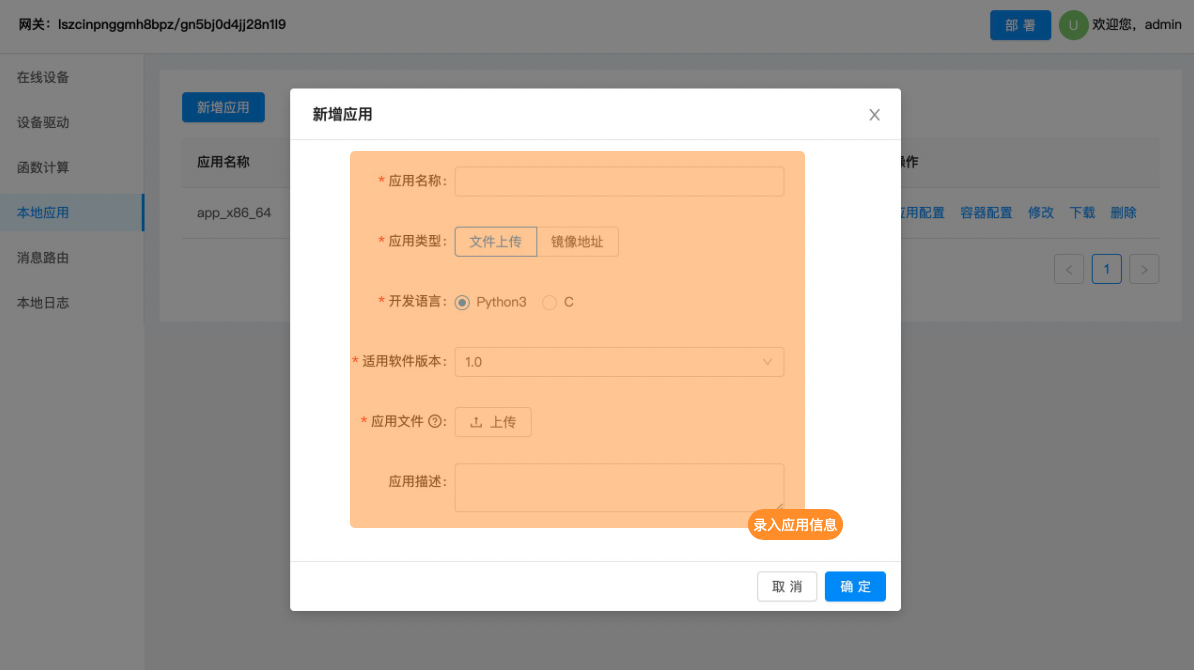 网关：lszcinpnggmh8bpz/gn5bj0d4jj28n1l9
部 署
U
欢迎您，admin
在线设备
设备驱动
函数计算
本地应用
消息路由
本地日志
新增应用
应用名称
操作
app_x86_64
应用配置 容器配置 修改 下载 删除
< 1 >
新增应用
* 应用名称：
* 应用类型： 文件上传 镜像地址
* 开发语言： Python3 C
* 适用软件版本： 1.0
* 应用文件 ?： 上传
应用描述：
录入应用信息
取 消 确 定